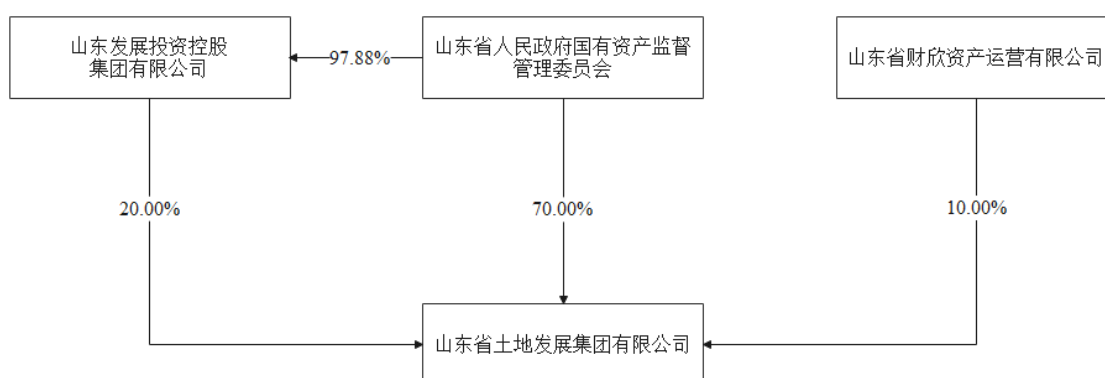 山东发展投资控股
集团有限公司
97.88%
山东省人民政府国有资产监督
管理委员会
山东省财欣资产运营有限公司
20.00%
70.00%
10.00%
山东省土地发展集团有限公司